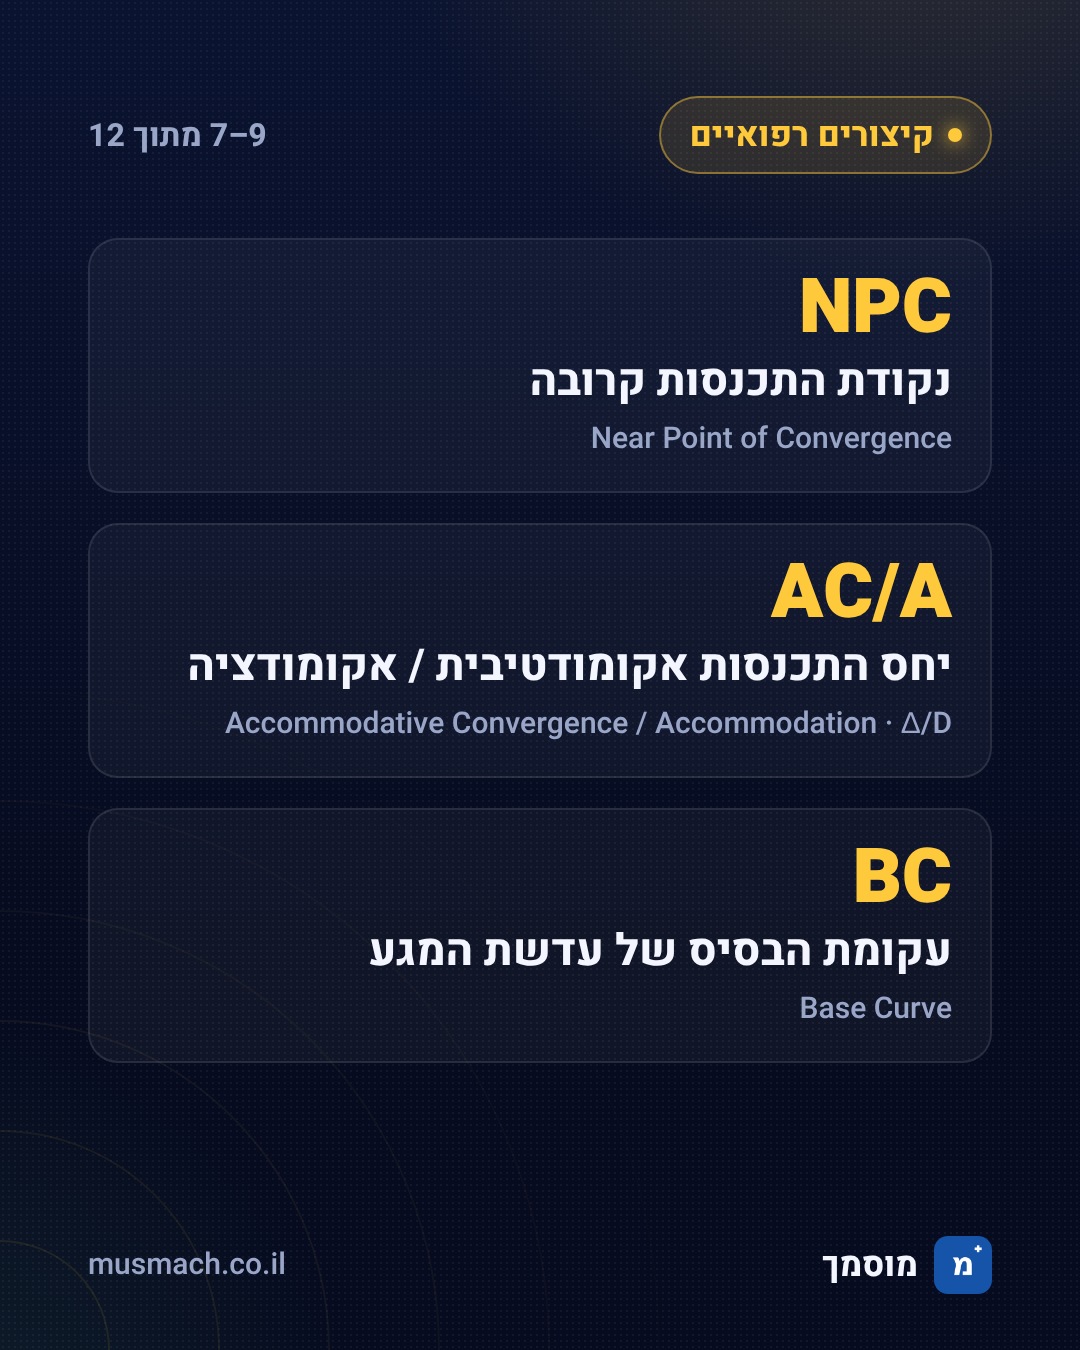 קיצורים רפואיים
7–9 מתוך 12
NPC
נקודת התכנסות קרובה
Near Point of Convergence
AC/A
יחס התכנסות אקומודטיבית / אקומודציה
Accommodative Convergence / Accommodation · Δ/D
BC
עקומת הבסיס של עדשת המגע
Base Curve
מ
מוסמך
musmach.co.il